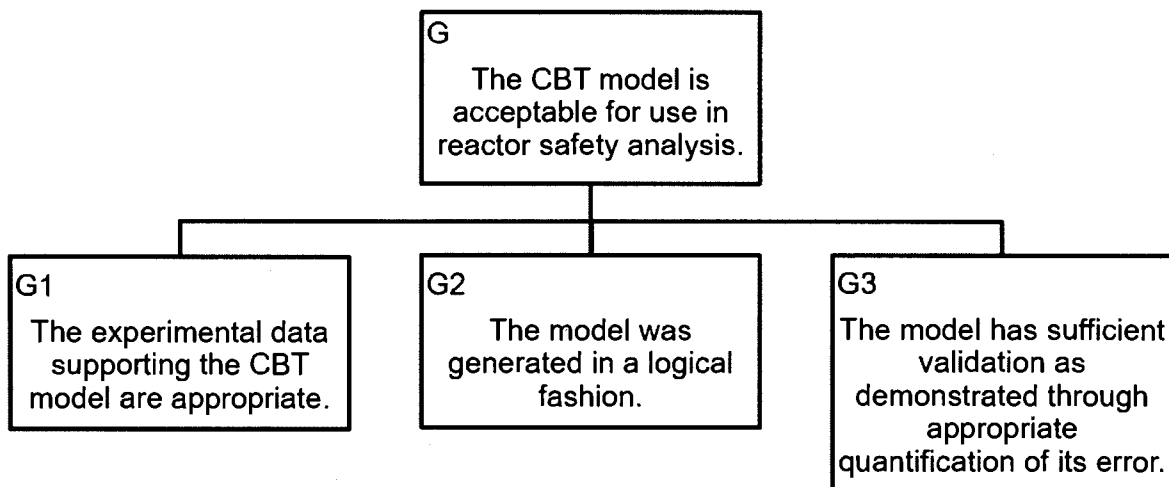 G
The CBT model is
acceptable for use in
reactor safety analysis.
G1
The experimental data
supporting the CBT
model are appropriate.
G2
The model was
generated in a logical
fashion.
G3
The model has sufficient
validation as
demonstrated through
appropriate
quantification of its error.